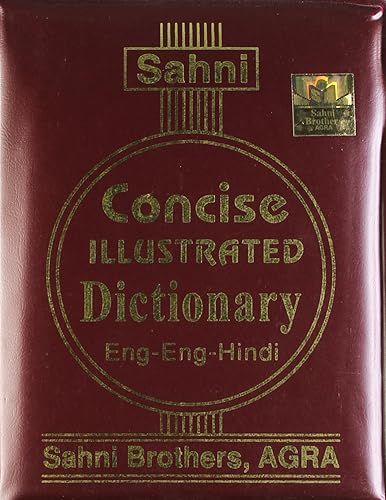 Sahni
Sahni
Brothers
AGRA
Concise
ILLUSTRATED
Dictionary
Eng-Eng-Hindi
Sahni Brothers, AGRA